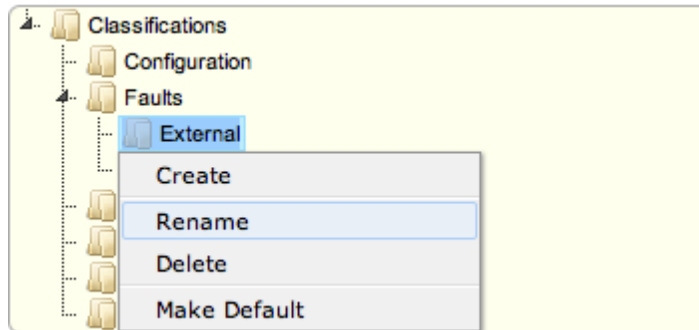 Classifications
Configuration
Faults
External
Create
Rename
Delete
Make Default